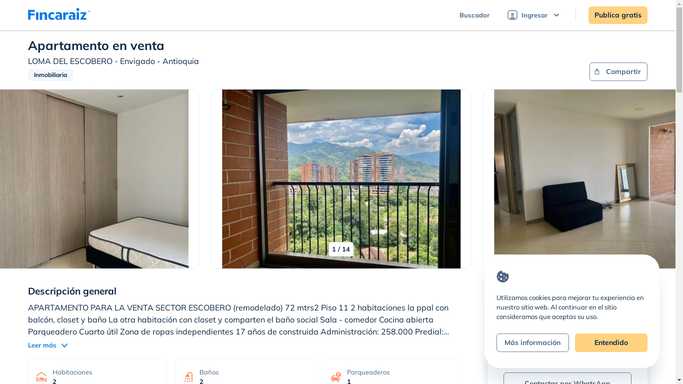 Fincaraiz
Buscador
Ingresar
Publica gratis
Apartamento en venta
LOMA DEL ESCOBERO - Envigado - Antioquia
Inmobiliaria
Compartir
1 / 14
Descripción general
APARTAMENTO PARA LA VENTA SECTOR ESCOBERO (remodelado) 72 mtrs2 Piso 11 2 habitaciones la ppal con
balcón, closet y baño La otra habitación con closet y comparten el baño social Sala - comedor Cocina abierta
Parqueadero Cuarto útil Zona de ropas independientes 17 años de construida Administración: 258.000 Predial:...
Leer más
Habitaciones
2
Baños
2
Parqueaderos
1
Utilizamos cookies para mejorar tu experiencia en
nuestro sitio web. Al continuar en el sitio
consideramos que aceptas su uso.
Más información
Entendido
Contactar por WhatsApp